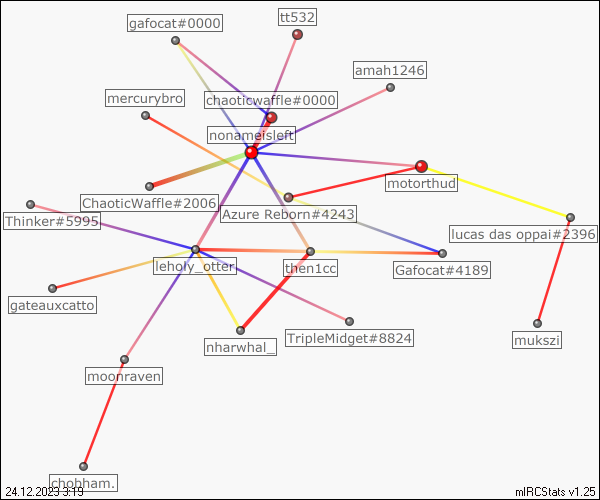 gafocat#0000
tt532
amah1246
mercurybro
chaoticwaffle#0000
nonameisleft
motorthud
ChaoticWaffle#2006
Azure Reborn#4243
Thinker#5995
lucas das oppai#2396
leholy_otter
then1cc
Gafocat#4189
gateauxcatto
nharwhal_
TripleMidget#8824
mukszi
moonraven
chobham.
24.12.2023 3:19
mIRCStats v1.25